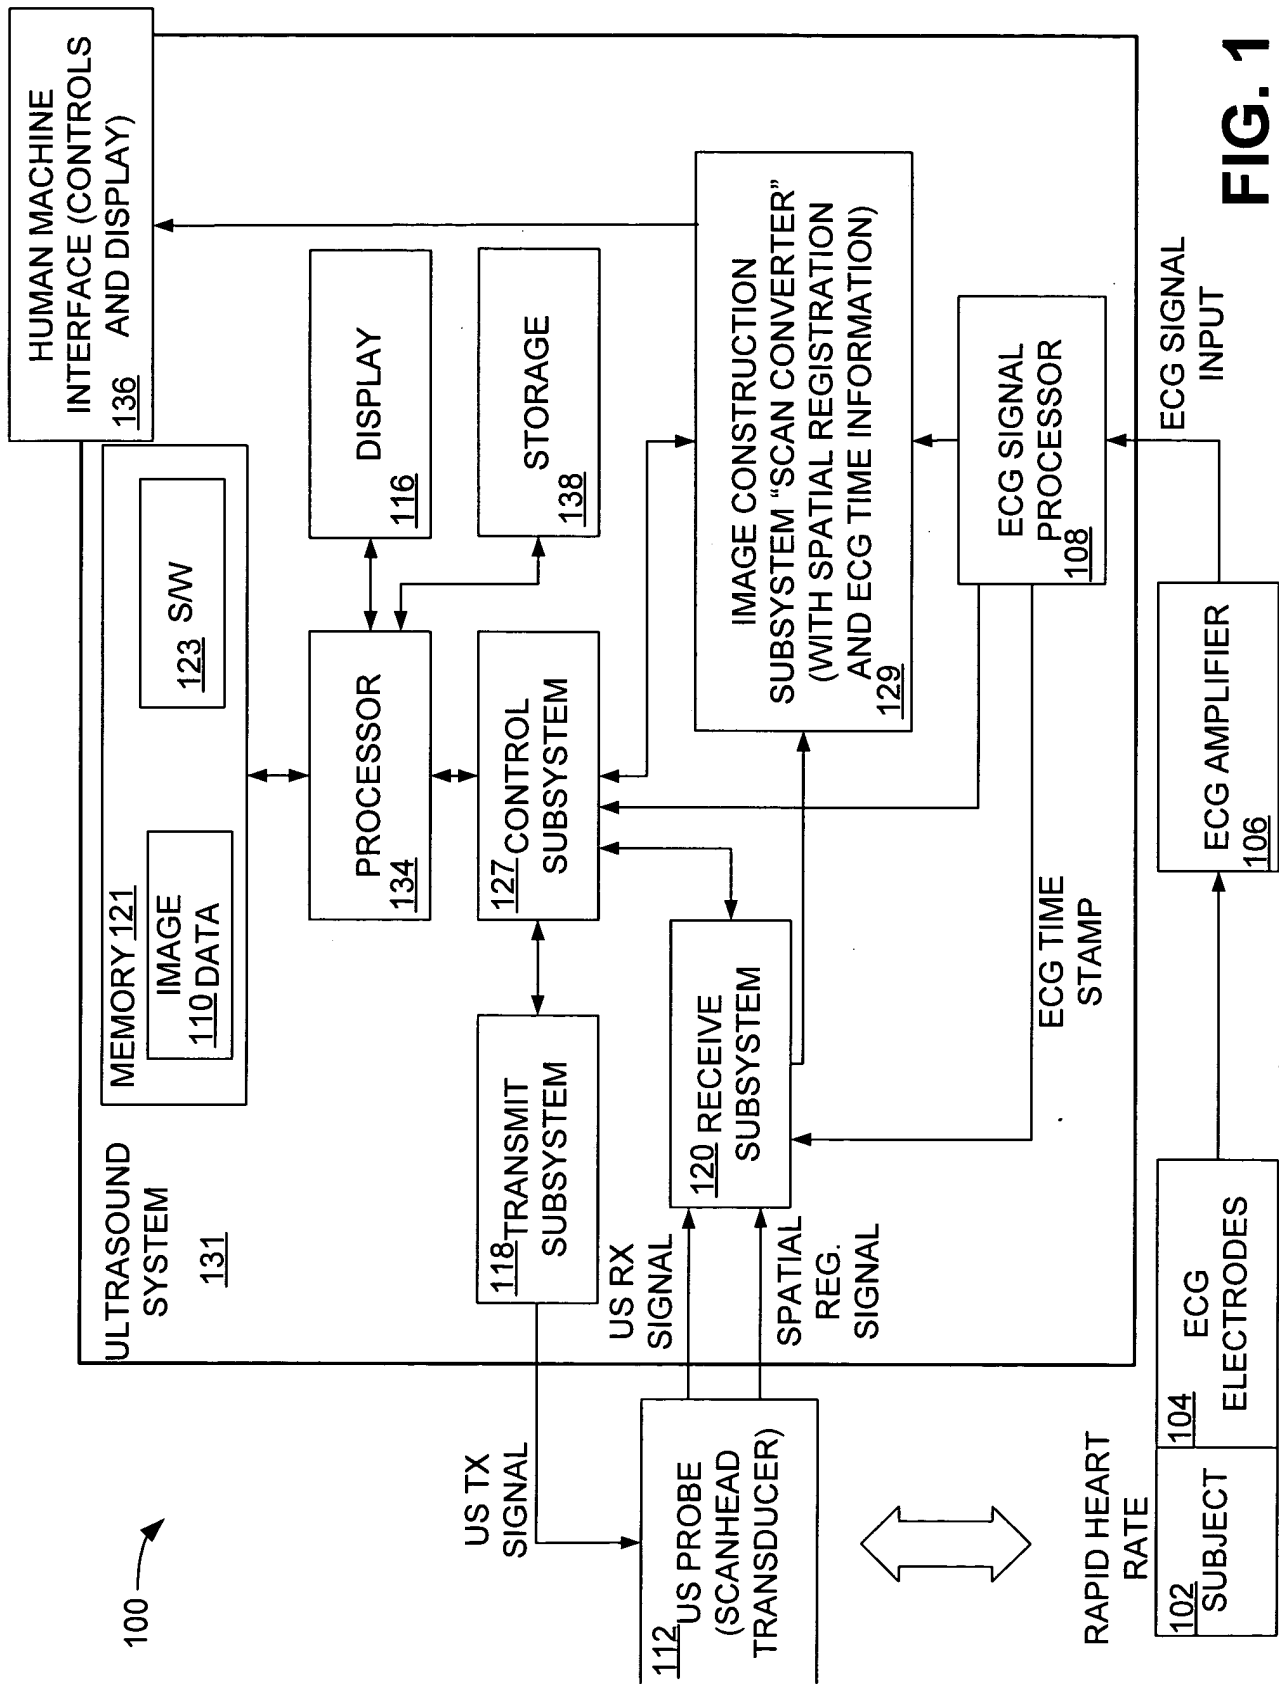 100
ULTRASOUND
SYSTEM
131
MEMORY 121
IMAGE
110 DATA
S/W
123
HUMAN MACHINE
INTERFACE (CONTROLS
AND DISPLAY)
136
PROCESSOR
134
DISPLAY
116
STORAGE
138
US TX
SIGNAL
118 TRANSMIT
SUBSYSTEM
127 CONTROL
SUBSYSTEM
112 US PROBE
(SCANHEAD
TRANSDUCER)
US RX
SIGNAL
SPATIAL
REG.
SIGNAL
120 RECEIVE
SUBSYSTEM
IMAGE CONSTRUCTION
SUBSYSTEM “SCAN CONVERTER”
(WITH SPATIAL REGISTRATION
AND ECG TIME INFORMATION)
129
ECG TIME
STAMP
ECG SIGNAL
PROCESSOR
108
RAPID HEART
RATE
102
SUBJECT
104
ECG
ELECTRODES
ECG AMPLIFIER
106
ECG SIGNAL
INPUT
FIG. 1